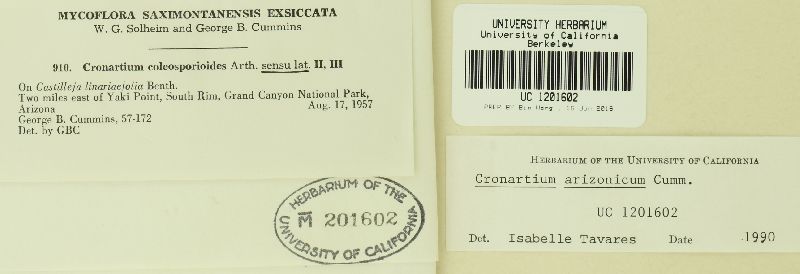 MYCOFLORA SAXIMONTANENSIS EXSICCATA
W. G. Solheim and George B. Cummins
910. Cronartium coleosporioides Arth. sensu lat. II, III
On Castilleja linariaefolia Benth.
Two miles east of Yaki Point, South Rim, Grand Canyon National Park,
Arizona Aug. 17, 1957
George B. Cummins, 57-172
Det. by GBC
HERBARIUM OF THE
M 201602
UNIVERSITY OF CALIFORNIA
UNIVERSITY HERBARIUM
University of California
Berkeley
UC 1201602
HERBARIUM OF THE UNIVERSITY OF CALIFORNIA
Cronartium arizonicum Cumm.
UC 1201602
Det. Isabelle Tavares Date 1990